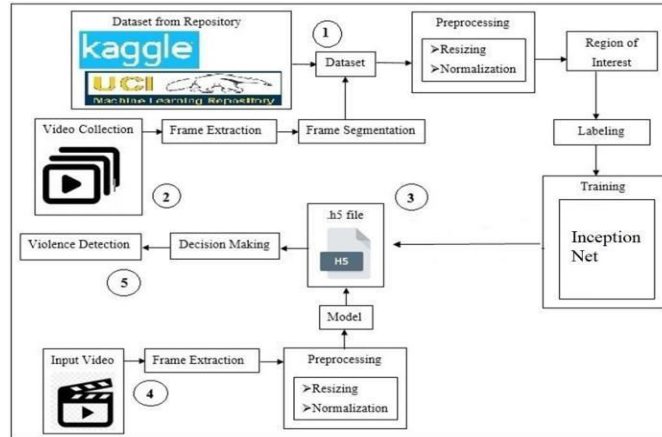 Dataset from Repository
kaggle
UCI
Machine Learning Repository
1
Dataset
Preprocessing
➢Resizing
➢Normalization
Region of
Interest
Video Collection
Frame Extraction
Frame Segmentation
Labeling
2
Training
Inception
Net
3
.h5 file
H5
Violence Detection
Decision Making
5
Model
Input Video
Frame Extraction
Preprocessing
➢Resizing
➢Normalization
4